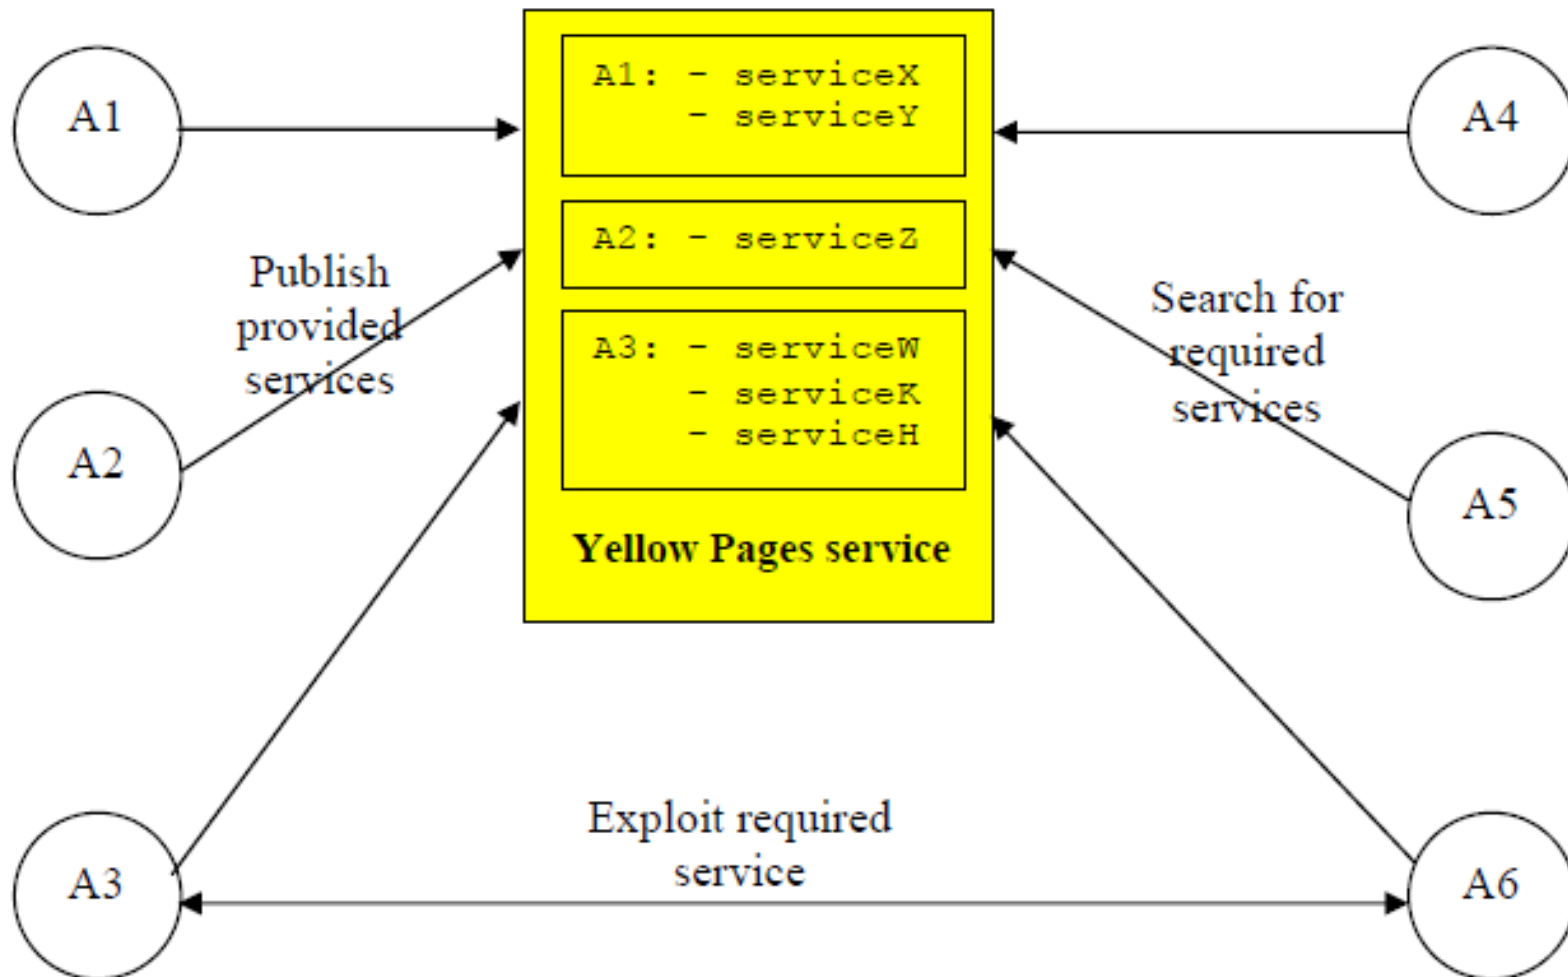 A1
A2
A3
Publish
provided
services
A1: - serviceX
- serviceY
A2: - serviceZ
A3: - serviceW
- serviceK
- serviceH
Yellow Pages service
Search for
required
services
A4
A5
A6
Exploit required
service